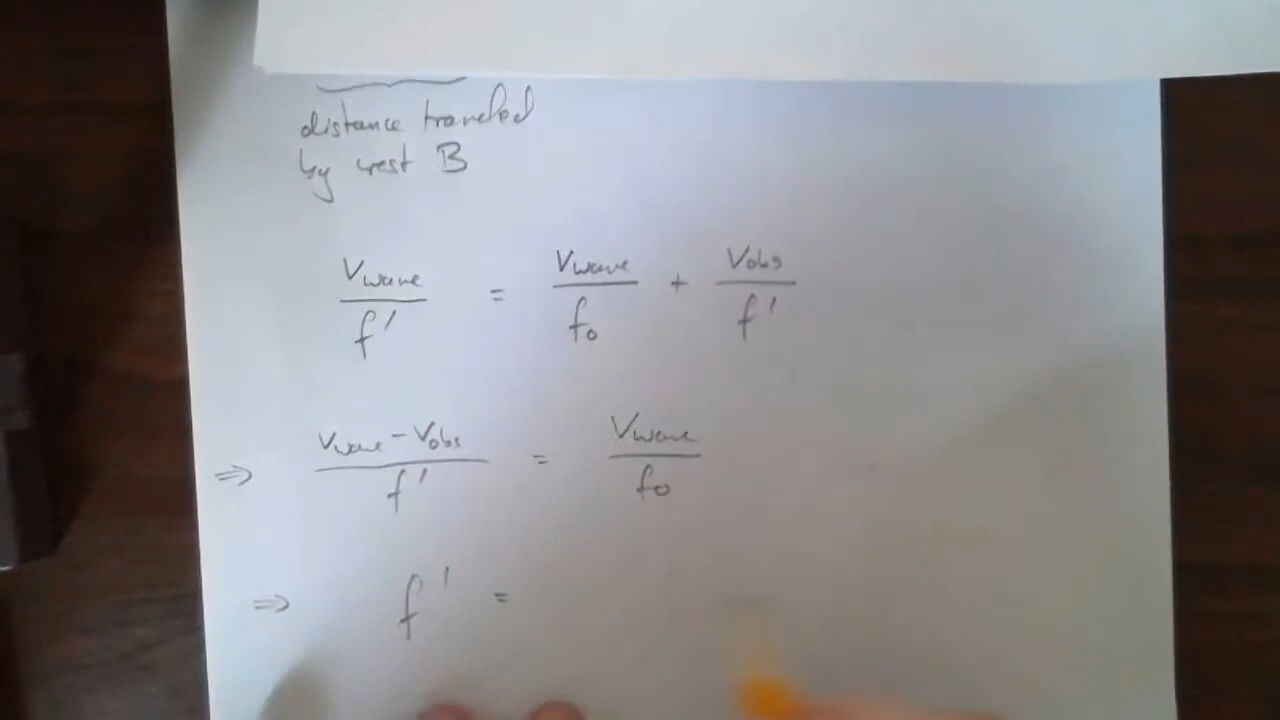 distance traveled
by crest B
Vwave/f' = Vwave/f₀ + Vobs/f'
⇒ (Vwave - Vobs)/f' = Vwave/f₀
⇒ f' =